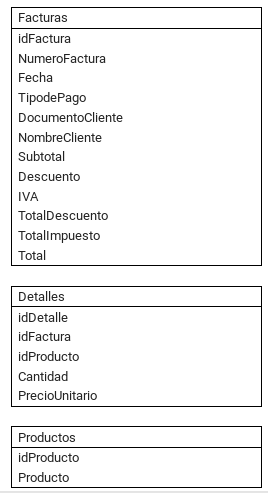 Facturas
idFactura
NumeroFactura
Fecha
TipodePago
DocumentoCliente
NombreCliente
Subtotal
Descuento
IVA
TotalDescuento
TotalImpuesto
Total
Detalles
idDetalle
idFactura
idProducto
Cantidad
PrecioUnitario
Productos
idProducto
Producto